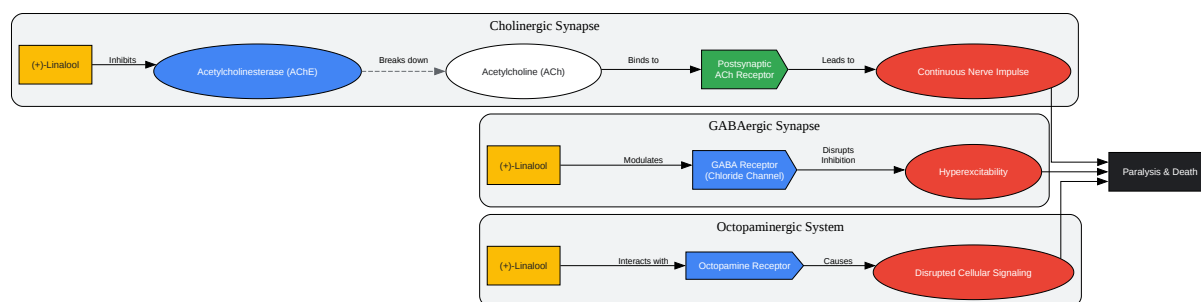 Cholinergic Synapse
(+)-Linalool
Inhibits
Acetylcholinesterase (AChE)
Breaks down
Acetylcholine (ACh)
Binds to
Postsynaptic
ACh Receptor
Leads to
Continuous Nerve Impulse
GABAergic Synapse
(+)-Linalool
Modulates
GABA Receptor
(Chloride Channel)
Disrupts
Inhibition
Hyperexcitability
Paralysis & Death
Octopaminergic System
(+)-Linalool
Interacts with
Octopamine Receptor
Causes
Disrupted Cellular Signaling